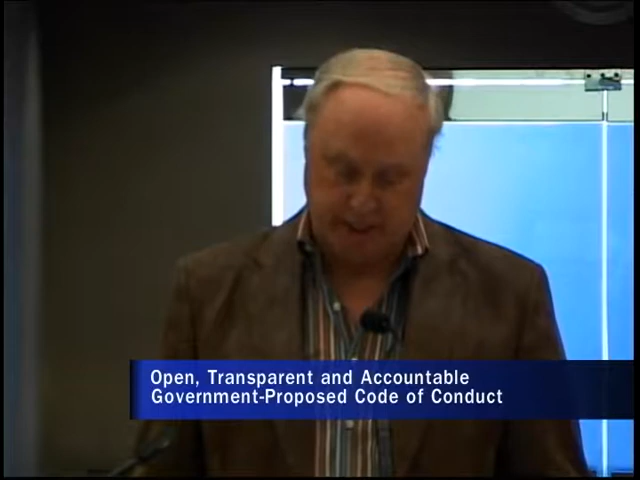 Open, Transparent and Accountable
Government-Proposed Code of Conduct